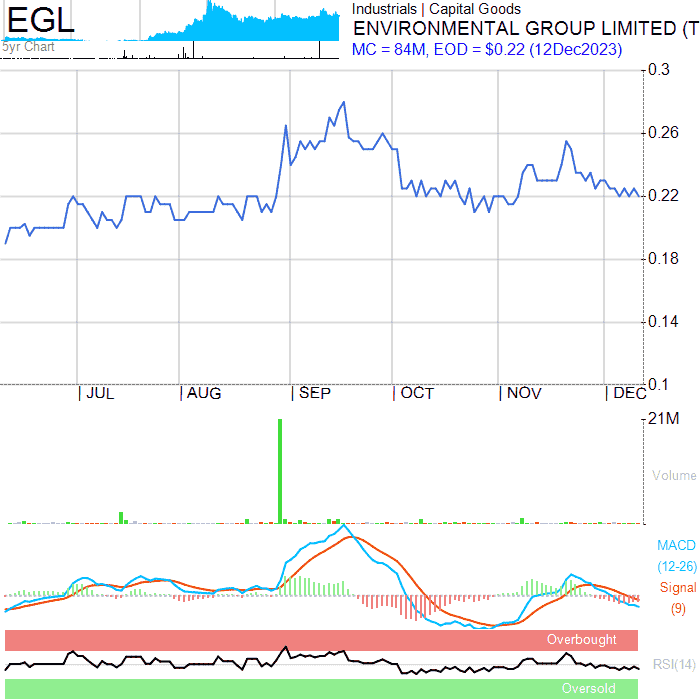 EGL
5yr Chart
Industrials | Capital Goods
ENVIRONMENTAL GROUP LIMITED (T
MC = 84M, EOD = $0.22 (12Dec2023)
0.3
0.26
0.22
0.18
0.14
0.1
| JUL | AUG | SEP | OCT | NOV | DEC
21M
Volume
MACD
(12-26)
Signal
(9)
Overbought
RSI(14)
Oversold